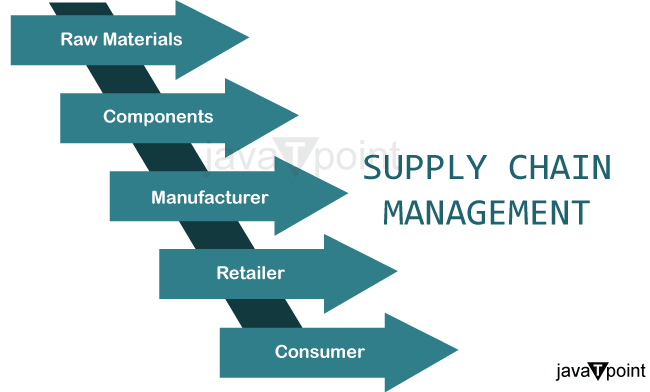 Raw Materials
Components
javaTpoint
Manufacturer
SUPPLY CHAIN
MANAGEMENT
Retailer
Consumer
javaTpoint